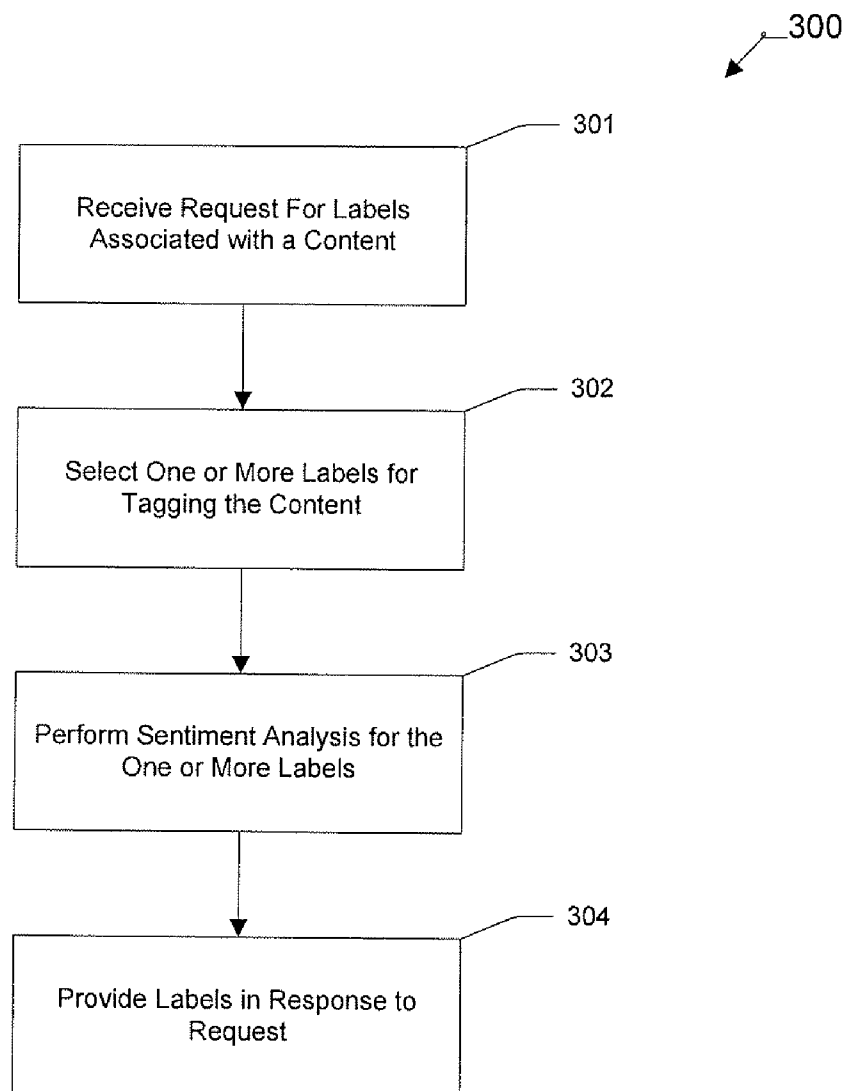 300
301
Receive Request For Labels
Associated with a Content
302
Select One or More Labels for
Tagging the Content
303
Perform Sentiment Analysis for the
One or More Labels
304
Provide Labels in Response to
Request